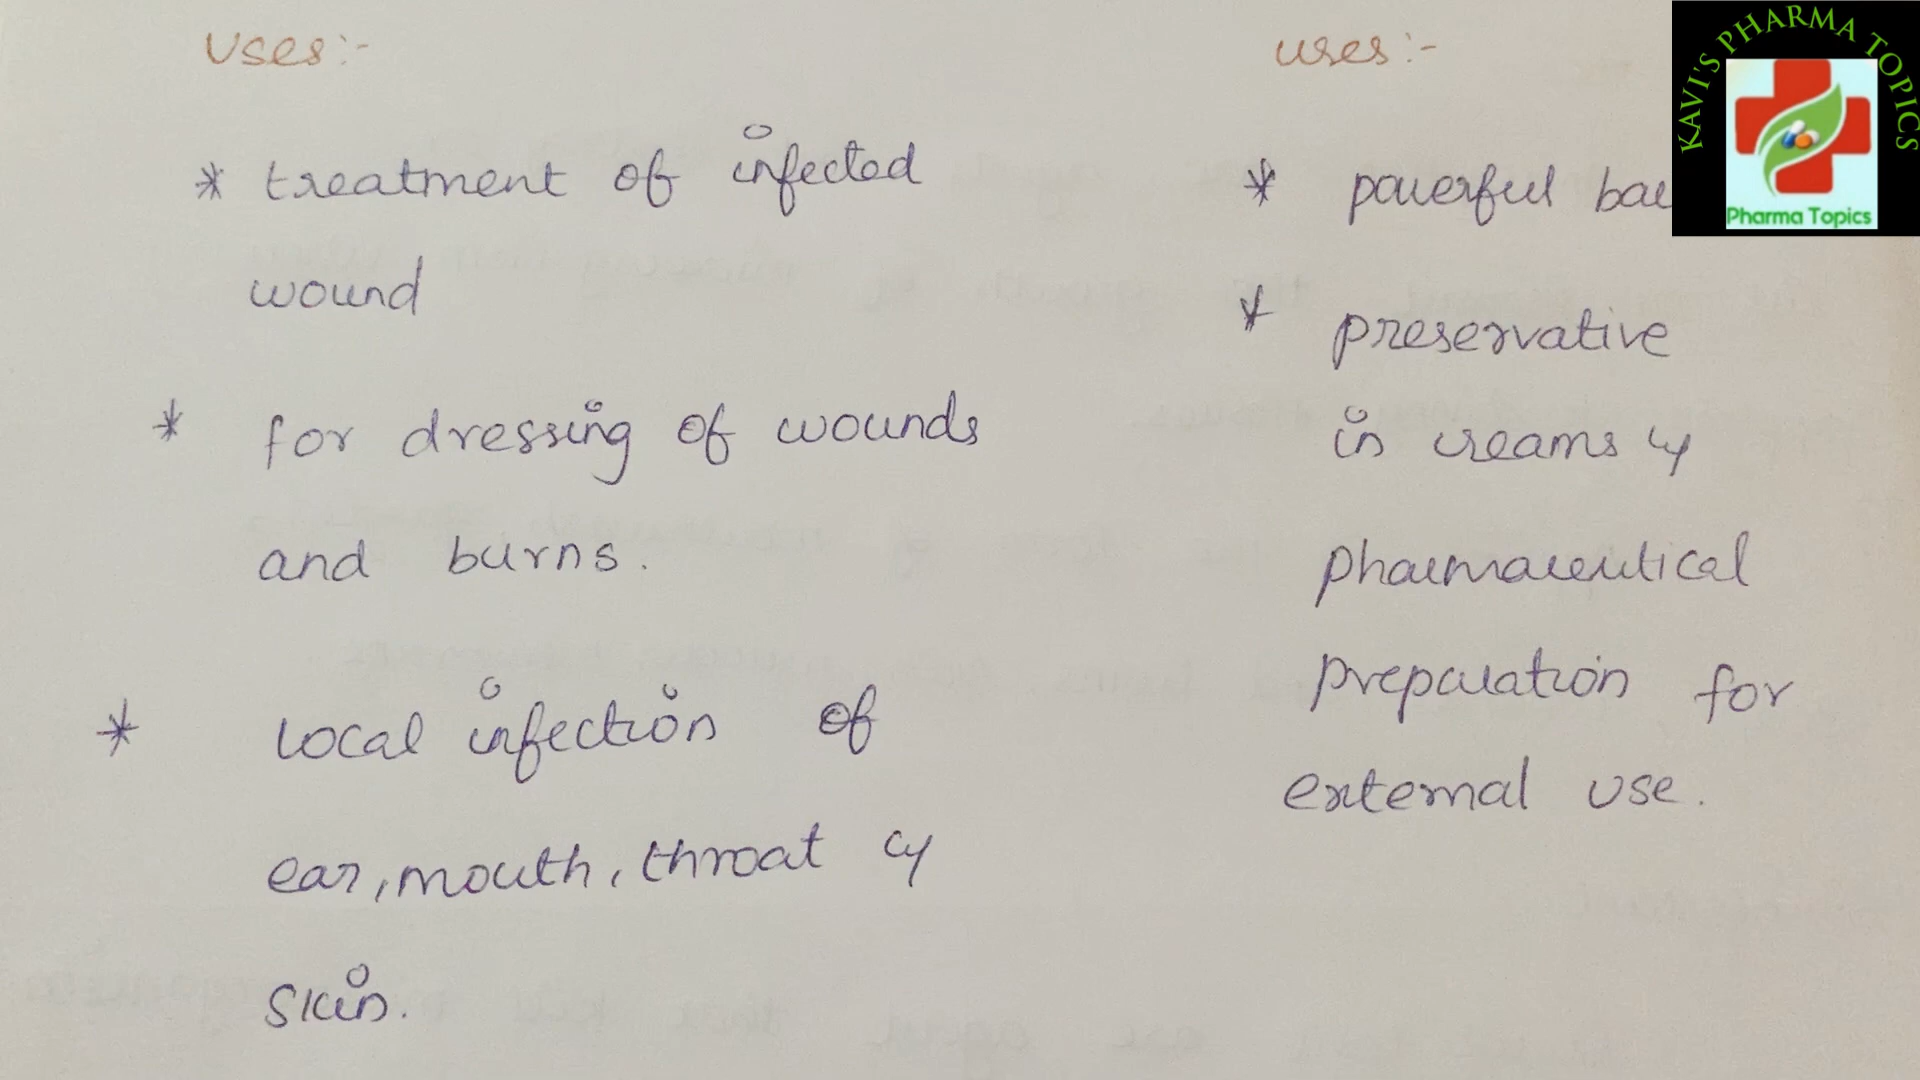 uses:-
* treatment of infected
wound
* for dressing of wounds
and burns.
* Local infection of
ear, mouth, throat &
skin.
uses:-
* powerful
* preservative
in creams &
pharmaceutical
preparation for
external use.
KAVI'S PHARMA TOPICS
Pharma Topics